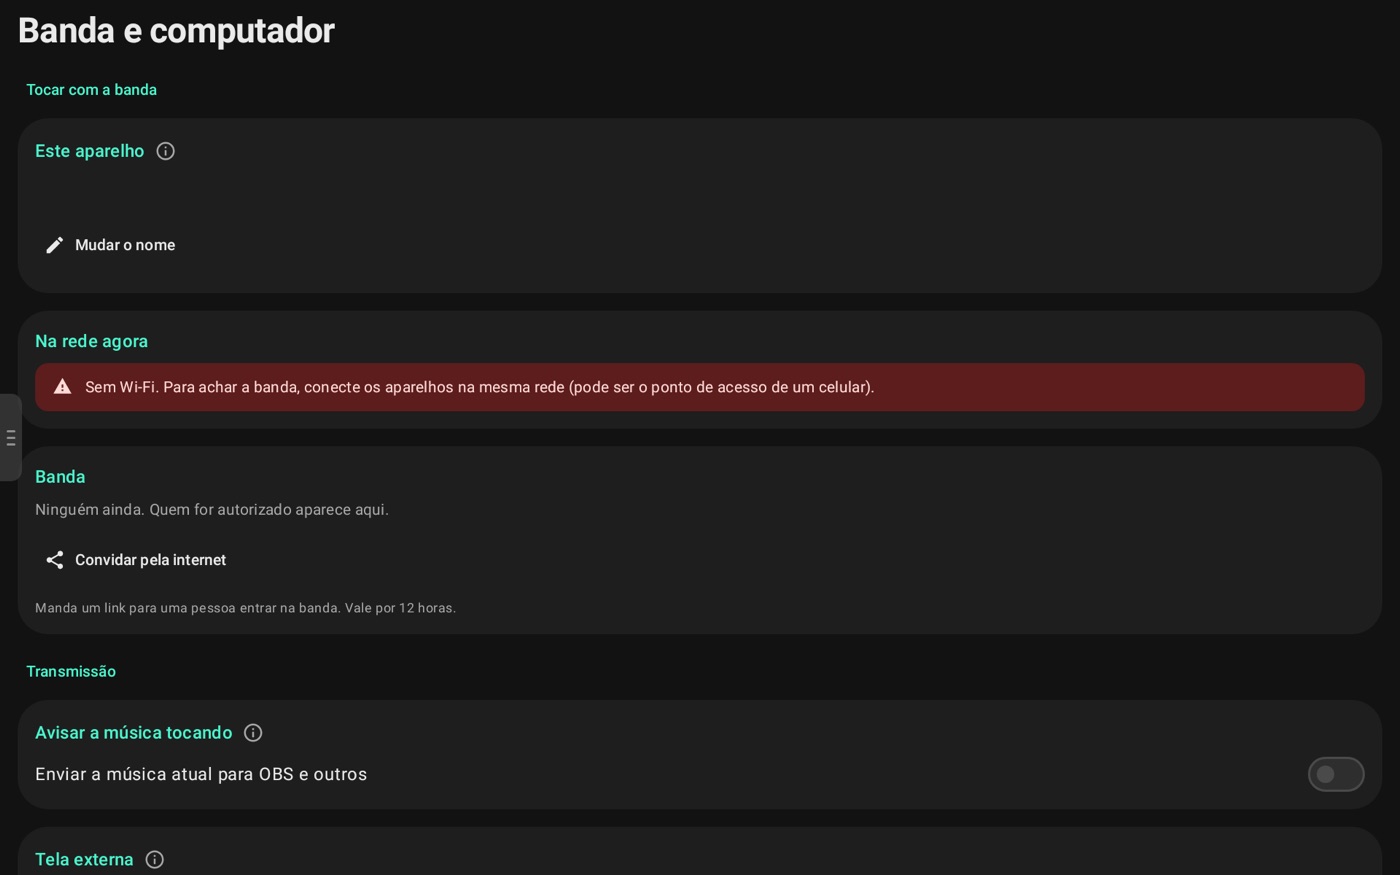 Banda e computador
Tocar com a banda
Este aparelho
Mudar o nome
Na rede agora
Sem Wi-Fi. Para achar a banda, conecte os aparelhos na mesma rede (pode ser o ponto de acesso de um celular).
Banda
Ninguém ainda. Quem for autorizado aparece aqui.
Convidar pela internet
Manda um link para uma pessoa entrar na banda. Vale por 12 horas.
Transmissão
Avisar a música tocando
Enviar a música atual para OBS e outros
Tela externa